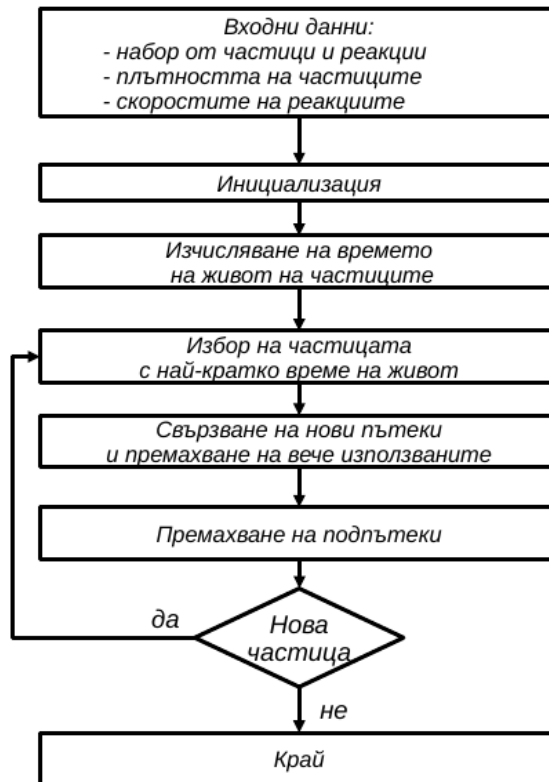 Входни данни:
- набор от частици и реакции
- плътността на частиците
- скоростите на реакциите
Инициализация
Изчисляване на времето
на живот на частиците
Избор на частицата
с най-кратко време на живот
Свързване на нови пътеки
и премахване на вече използваните
Премахване на подпътеки
да
Нова
частица
не
Край